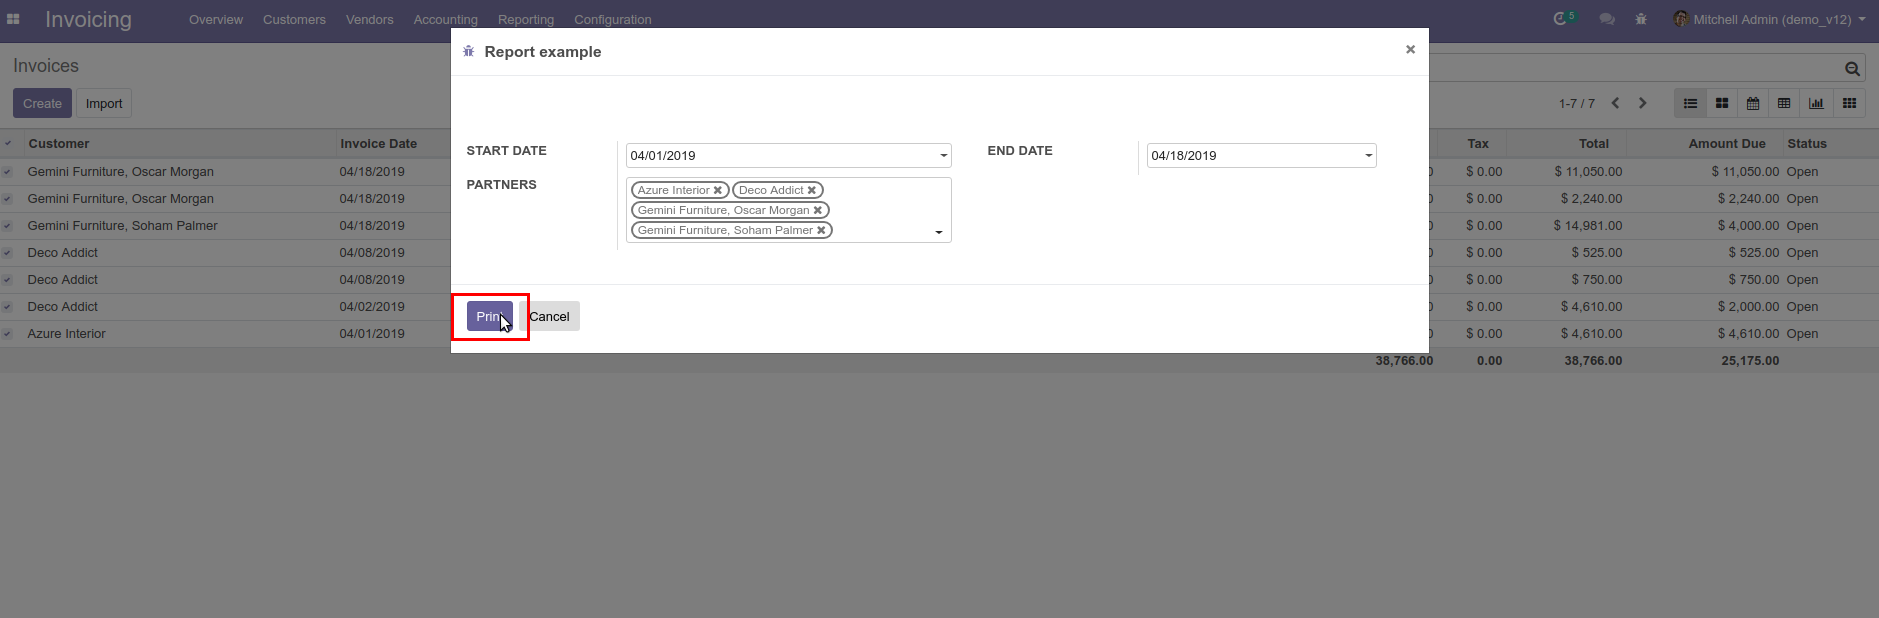 Invoicing Overview Customers Vendors Accounting Reporting Configuration 5 Mitchell Admin (demo_v12)
Report example ×
Invoices
Create Import 1-7 / 7
Customer Invoice Date Tax Total Amount Due Status
START DATE 04/01/2019 END DATE 04/18/2019
PARTNERS Azure Interior Deco Addict
Gemini Furniture, Oscar Morgan
Gemini Furniture, Soham Palmer
Cancel
Gemini Furniture, Oscar Morgan 04/18/2019 $ 0.00 $ 11,050.00 $ 11,050.00 Open
Gemini Furniture, Oscar Morgan 04/18/2019 $ 0.00 $ 2,240.00 $ 2,240.00 Open
Gemini Furniture, Soham Palmer 04/18/2019 $ 0.00 $ 14,981.00 $ 4,000.00 Open
Deco Addict 04/08/2019 $ 0.00 $ 525.00 $ 525.00 Open
Deco Addict 04/08/2019 $ 0.00 $ 750.00 $ 750.00 Open
Deco Addict 04/02/2019 $ 0.00 $ 4,610.00 $ 2,000.00 Open
Azure Interior 04/01/2019 $ 0.00 $ 4,610.00 $ 4,610.00 Open
38,766.00 0.00 38,766.00 25,175.00